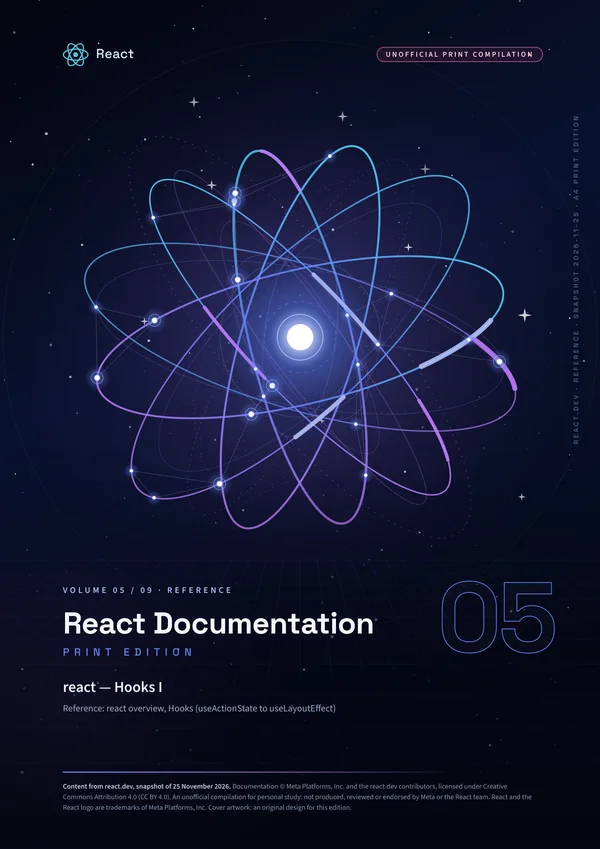 React
UNOFFICIAL PRINT COMPILATION
REACT.DEV · REFERENCE · SNAPSHOT 2026-11-25 · A4 PRINT EDITION
VOLUME 05 / 09 · REFERENCE
05
React Documentation
PRINT EDITION
react — Hooks I
Reference: react overview, Hooks (useActionState to useLayoutEffect)
Content from react.dev, snapshot of 25 November 2026. Documentation © Meta Platforms, Inc. and the react.dev contributors, licensed under Creative
Commons Attribution 4.0 (CC BY 4.0). An unofficial compilation for personal study: not produced, reviewed or endorsed by Meta or the React team. React and the
React logo are trademarks of Meta Platforms, Inc. Cover artwork: an original design for this edition.